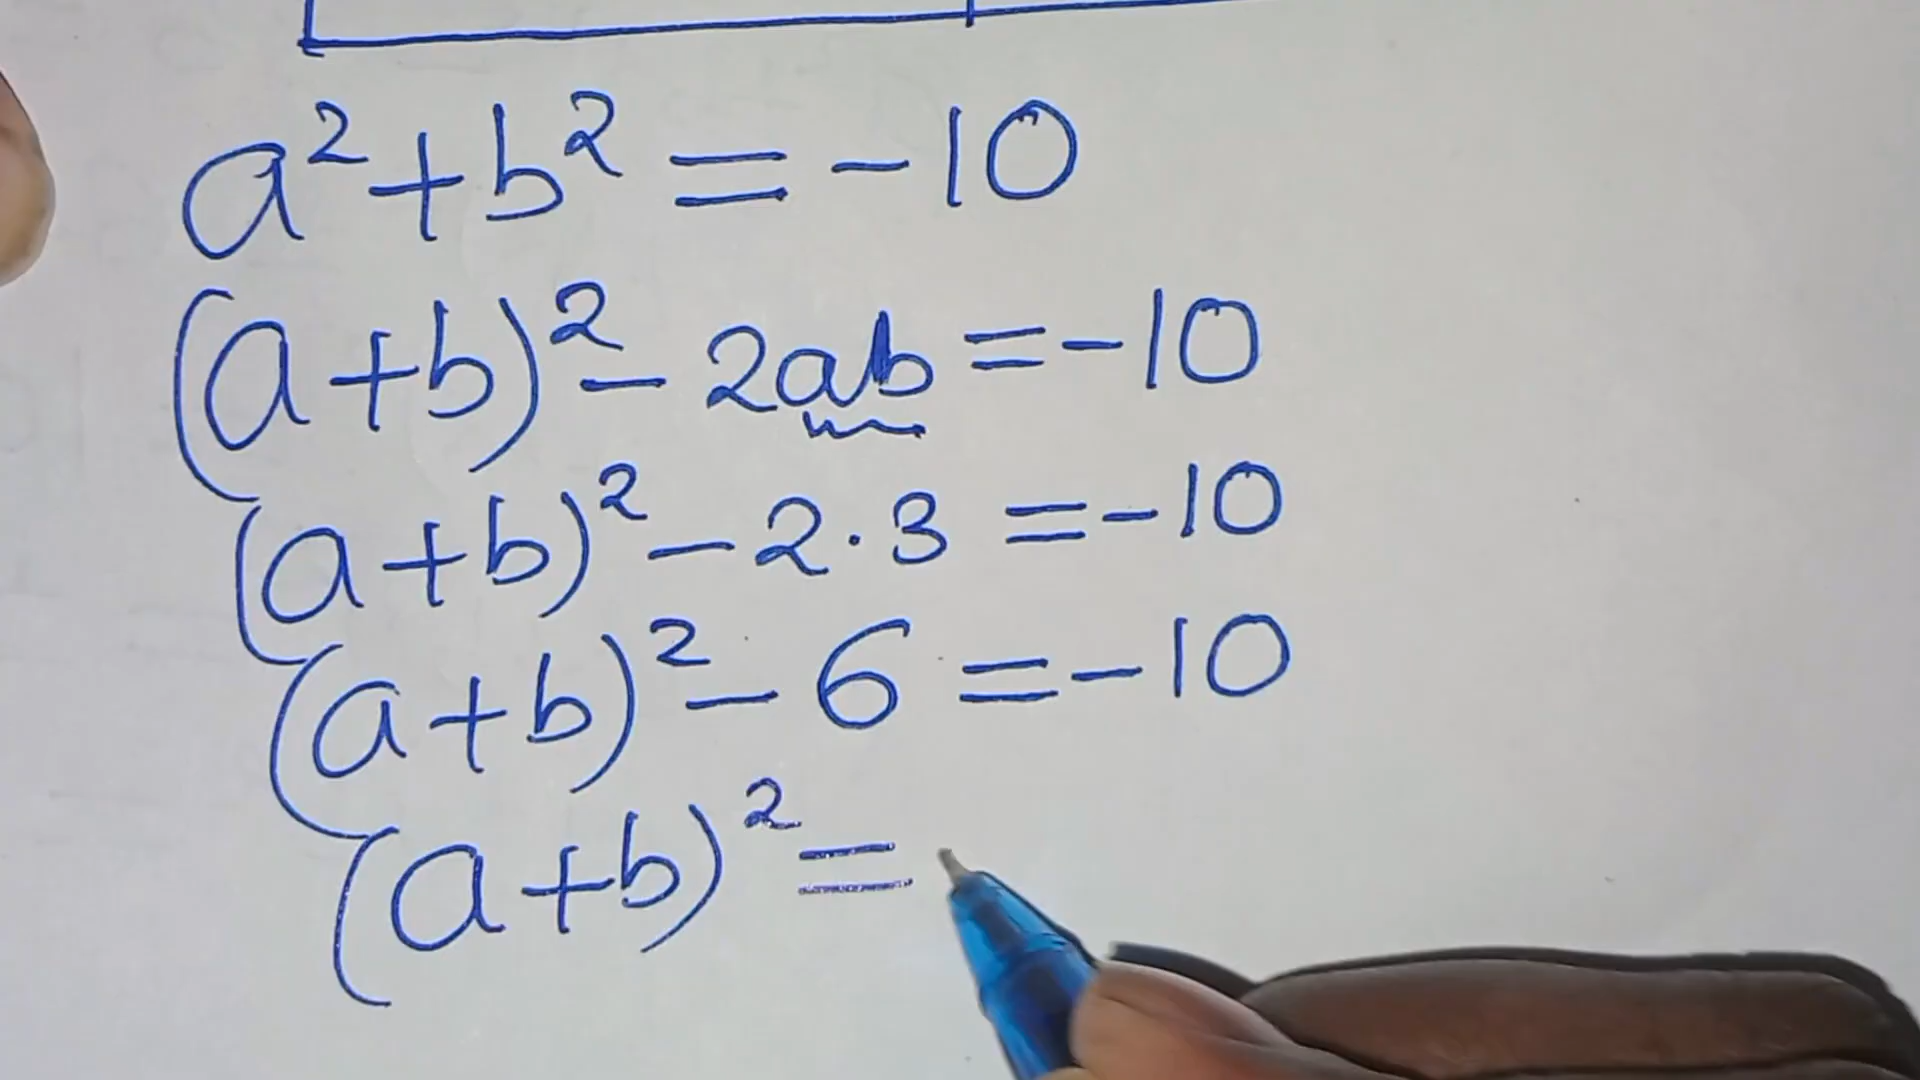 a²+b² = -10
(a+b)² - 2ab = -10
(a+b)² - 2·3 = -10
(a+b)² - 6 = -10
(a+b)² =